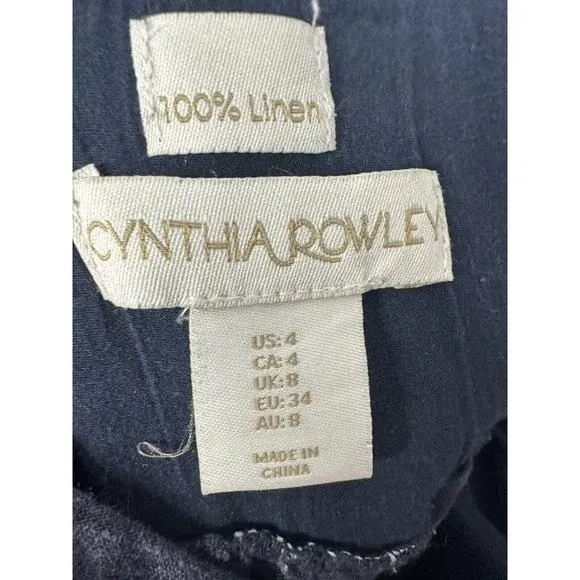 100% Linen
CYNTHIA ROWLEY
US: 4
CA: 4
UK: 8
EU: 34
AU: 8
MADE IN
CHINA